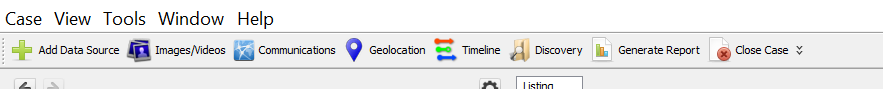 Case View Tools Window Help
Add Data Source Images/Videos Communications Geolocation Timeline Discovery Generate Report Close Case
Listing